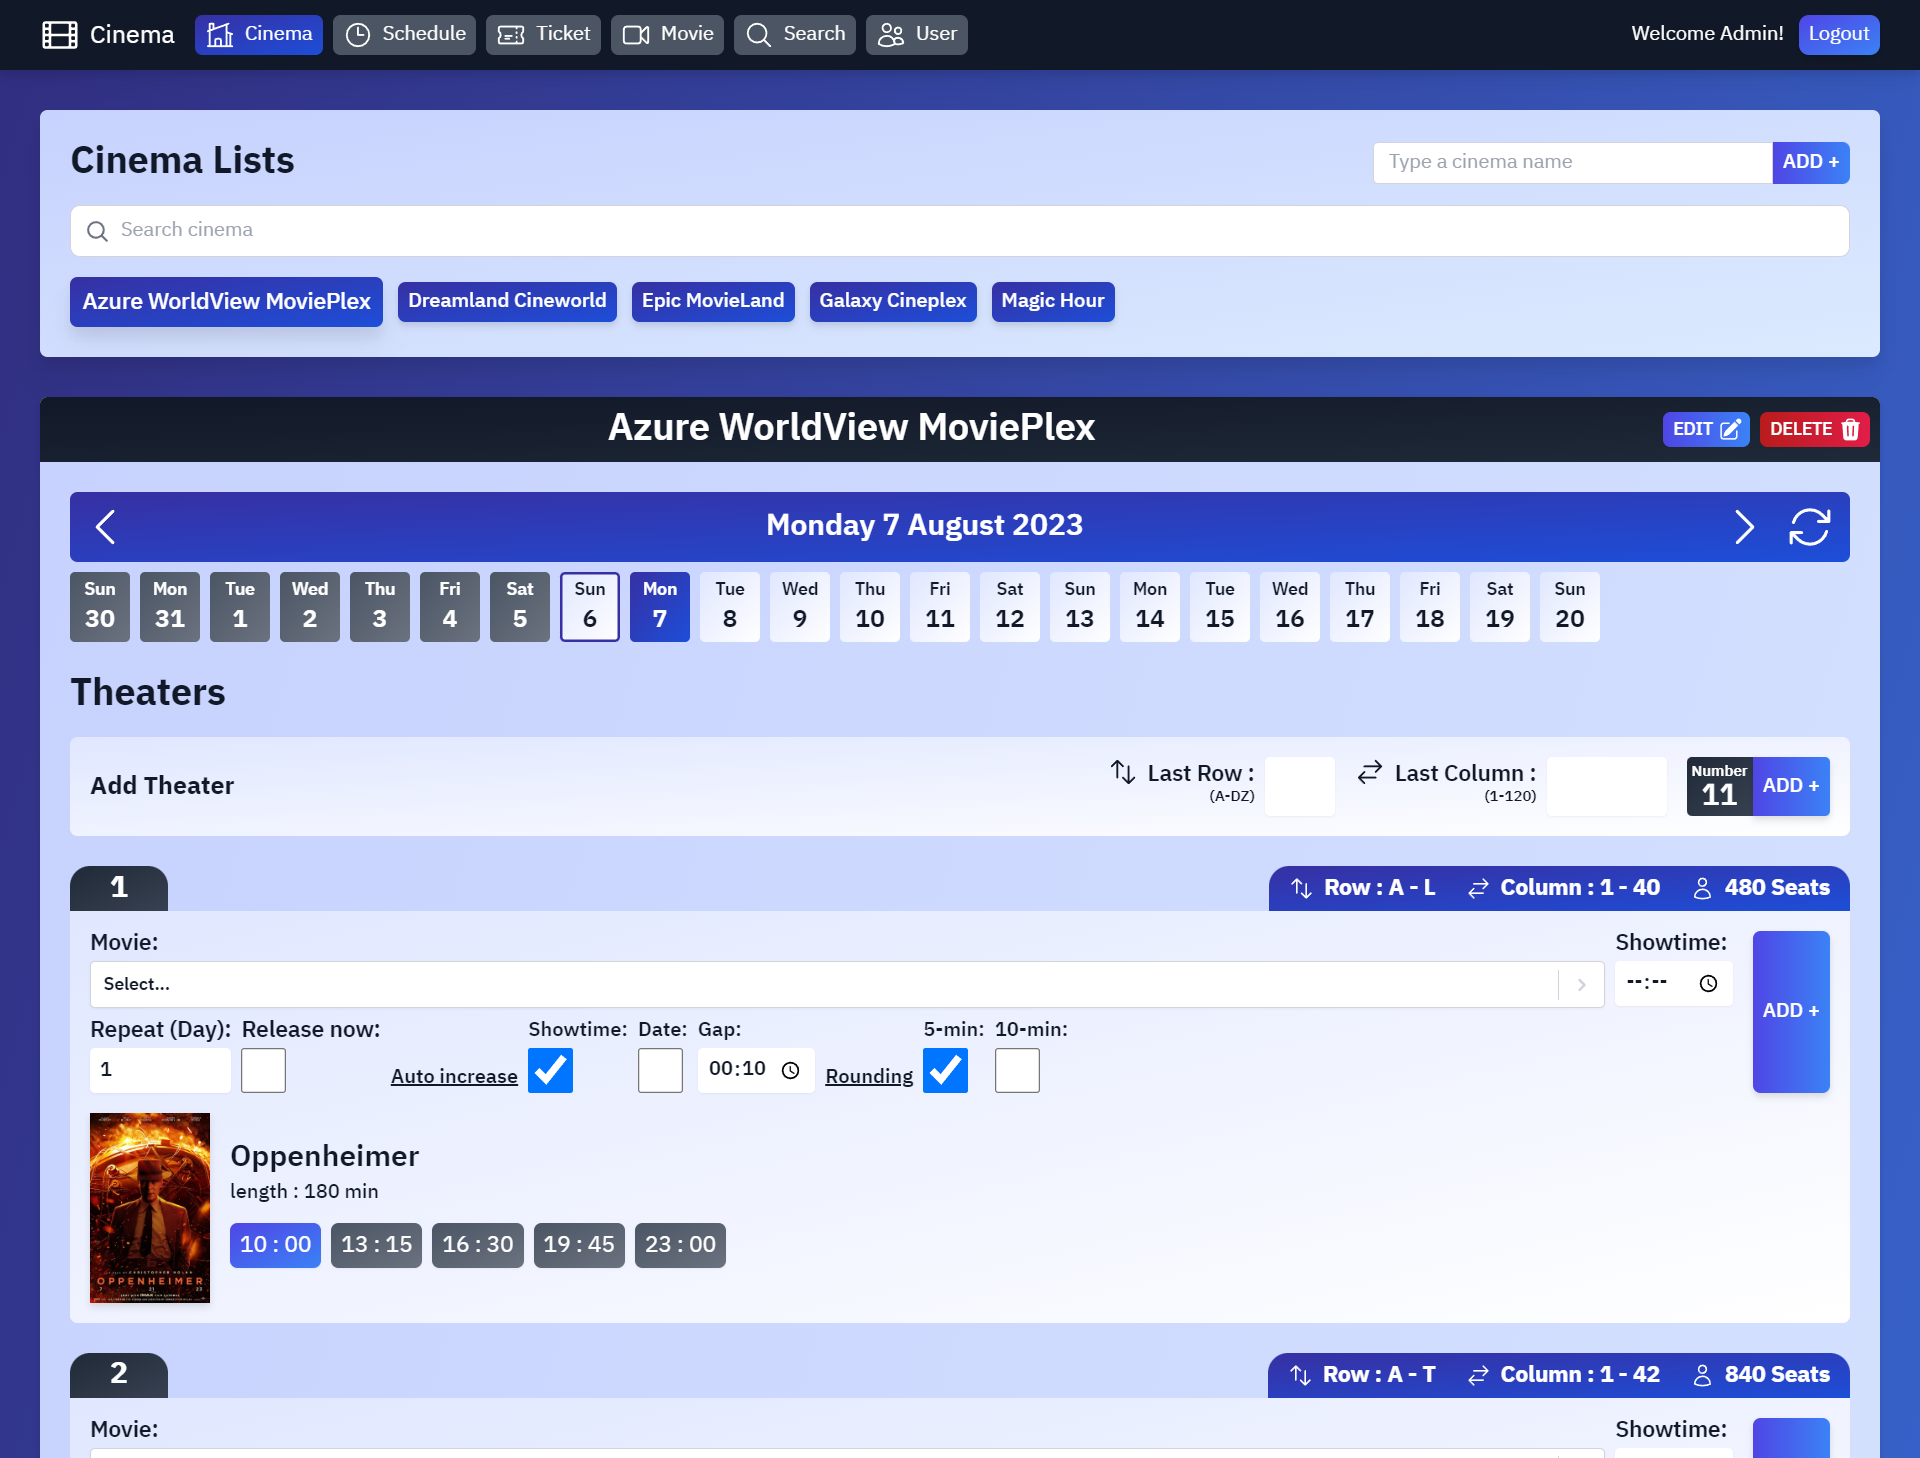 Cinema
Cinema
Schedule
Ticket
Movie
Search
User
Welcome Admin!
Logout
Cinema Lists
Type a cinema name
ADD +
Search cinema
Azure WorldView MoviePlex
Dreamland Cineworld
Epic MovieLand
Galaxy Cineplex
Magic Hour
Azure WorldView MoviePlex
EDIT
DELETE
Monday 7 August 2023
Sun Mon Tue Wed Thu Fri Sat Sun Mon Tue Wed Thu Fri Sat Sun Mon Tue Wed Thu Fri Sat Sun
30 31 1 2 3 4 5 6 7 8 9 10 11 12 13 14 15 16 17 18 19 20
Theaters
Add Theater
Last Row :
(A-DZ)
Last Column :
(1-120)
Number
11
ADD +
1
Row : A - L
Column : 1 - 40
480 Seats
Movie:
Showtime:
Select...
--:--
ADD +
Repeat (Day): Release now: Showtime: Date: Gap: 5-min: 10-min:
1
Auto increase
00:10
Rounding
Oppenheimer
length : 180 min
10 : 00
13 : 15
16 : 30
19 : 45
23 : 00
OPPENHEIMER
2
Row : A - T
Column : 1 - 42
840 Seats
Movie:
Showtime: